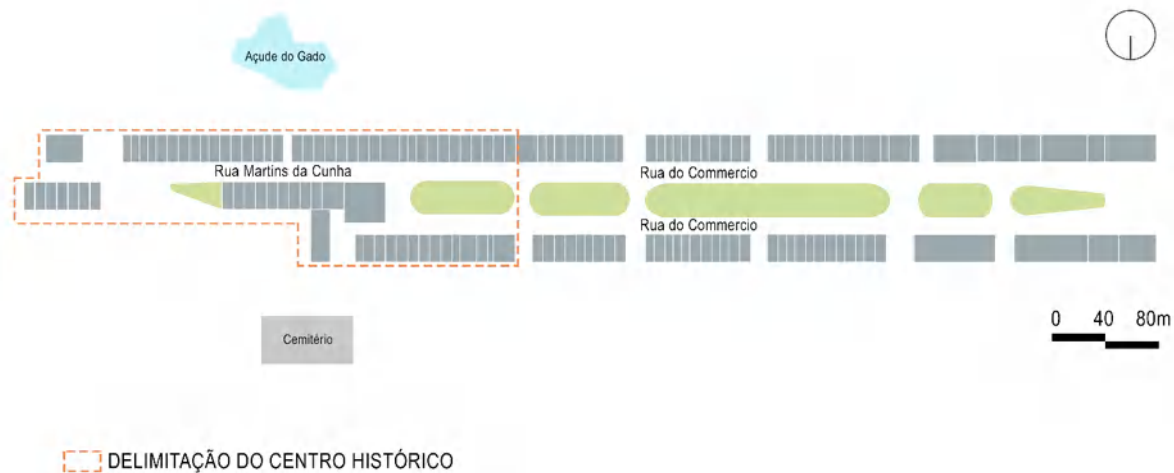 Açude do Gado
Rua Martins da Cunha
Rua do Commercio
Rua do Commercio
0 40 80m
Cemitério
DELIMITAÇÃO DO CENTRO HISTÓRICO